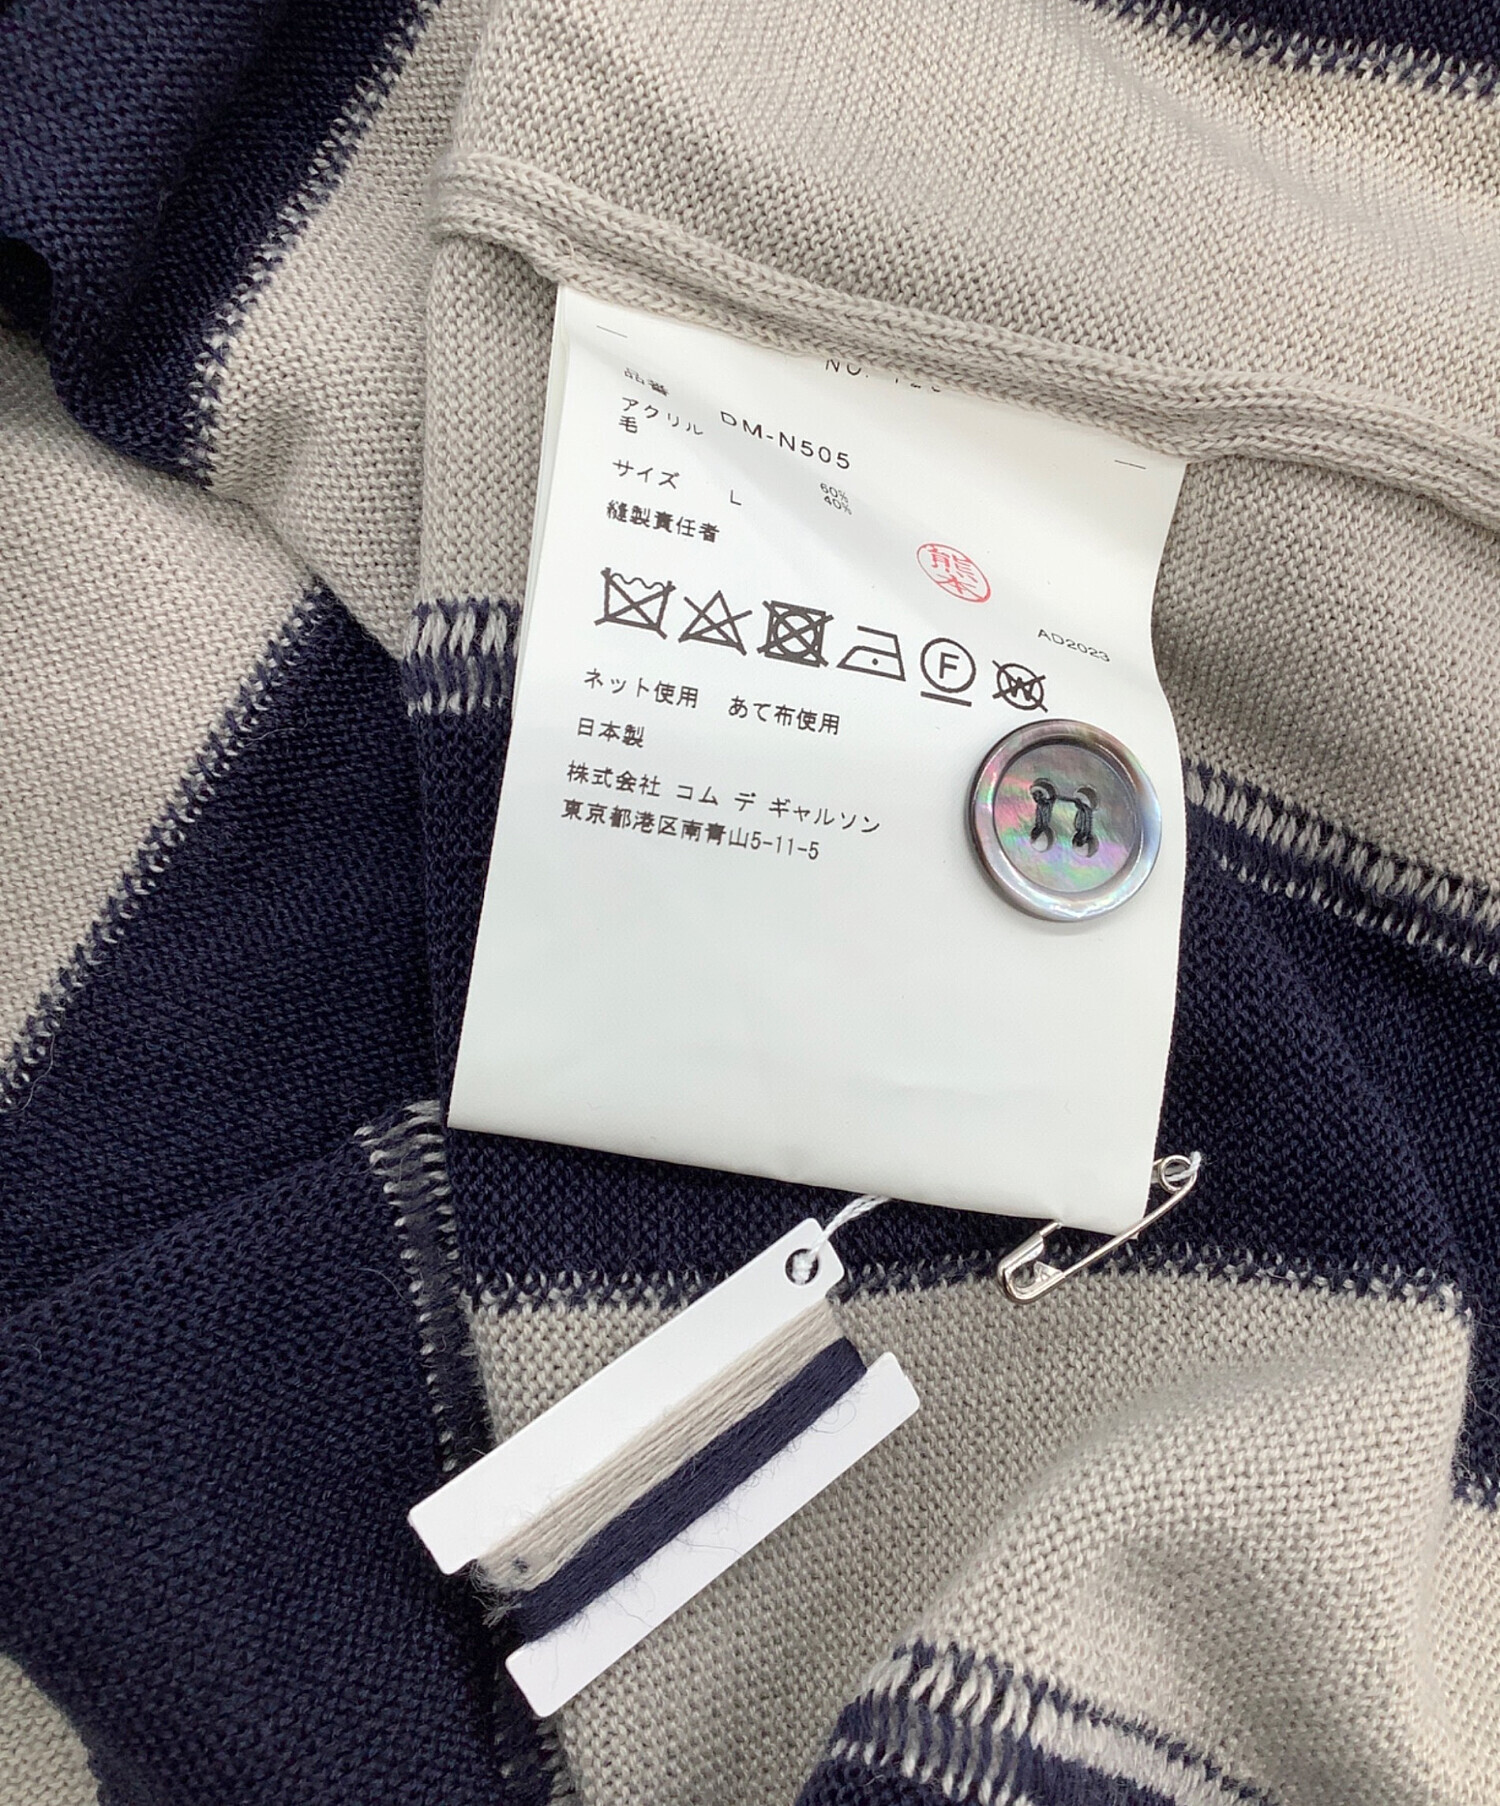 NO.
品番 DM-N505
アクリル 60%
毛 40%
サイズ L
縫製責任者
熊本
AD2023
F
W
ネット使用 あて布使用
日本製
株式会社 コム デ ギャルソン
東京都港区南青山5-11-5